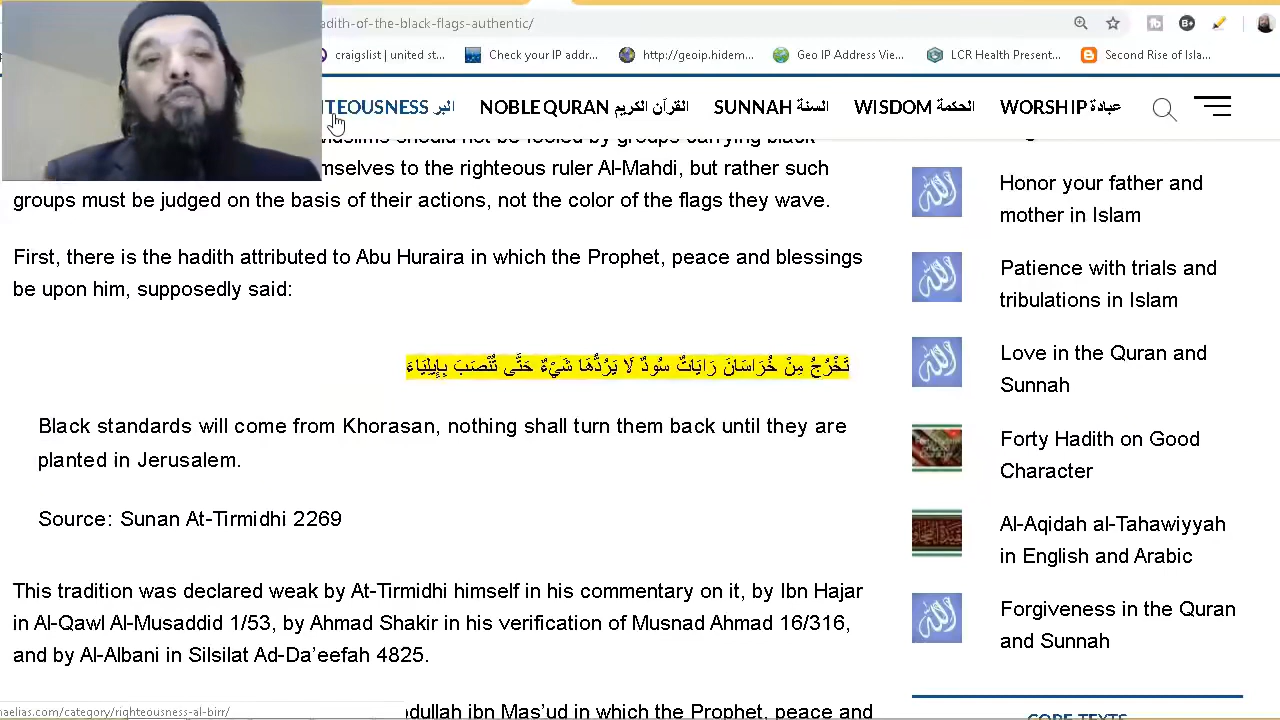 adith-of-the-black-flags-authentic/
craigslist | united st...
Check your IP addr...
http://geoip.hidem...
Geo IP Address Vie...
LCR Health Present...
Second Rise of Isla...
TEOUSNESS البر
NOBLE QURAN القرآن الكريم
SUNNAH السنة
WISDOM الحكمة
WORSHIP عبادة
should not be fooled by groups carrying black
mselves to the righteous ruler Al-Mahdi, but rather such
groups must be judged on the basis of their actions, not the color of the flags they wave.
First, there is the hadith attributed to Abu Huraira in which the Prophet, peace and blessings
be upon him, supposedly said:
تَخْرُجُ مِنْ خُرَاسَانَ رَايَاتٌ سُودٌ لَا يَرُدُّهَا شَيْءٌ حَتَّى تُنْصَبَ بِإِيلِيَاءَ
Black standards will come from Khorasan, nothing shall turn them back until they are
planted in Jerusalem.
Source: Sunan At-Tirmidhi 2269
This tradition was declared weak by At-Tirmidhi himself in his commentary on it, by Ibn Hajar
in Al-Qawl Al-Musaddid 1/53, by Ahmad Shakir in his verification of Musnad Ahmad 16/316,
and by Al-Albani in Silsilat Ad-Da’eefah 4825.
dullah ibn Mas’ud in which the Prophet, peace and
naelias.com/category/righteousness-al-birr/
Honor your father and
mother in Islam
Patience with trials and
tribulations in Islam
Love in the Quran and
Sunnah
Forty Hadith on Good
Character
Al-Aqidah al-Tahawiyyah
in English and Arabic
Forgiveness in the Quran
and Sunnah
CORE TEXTS